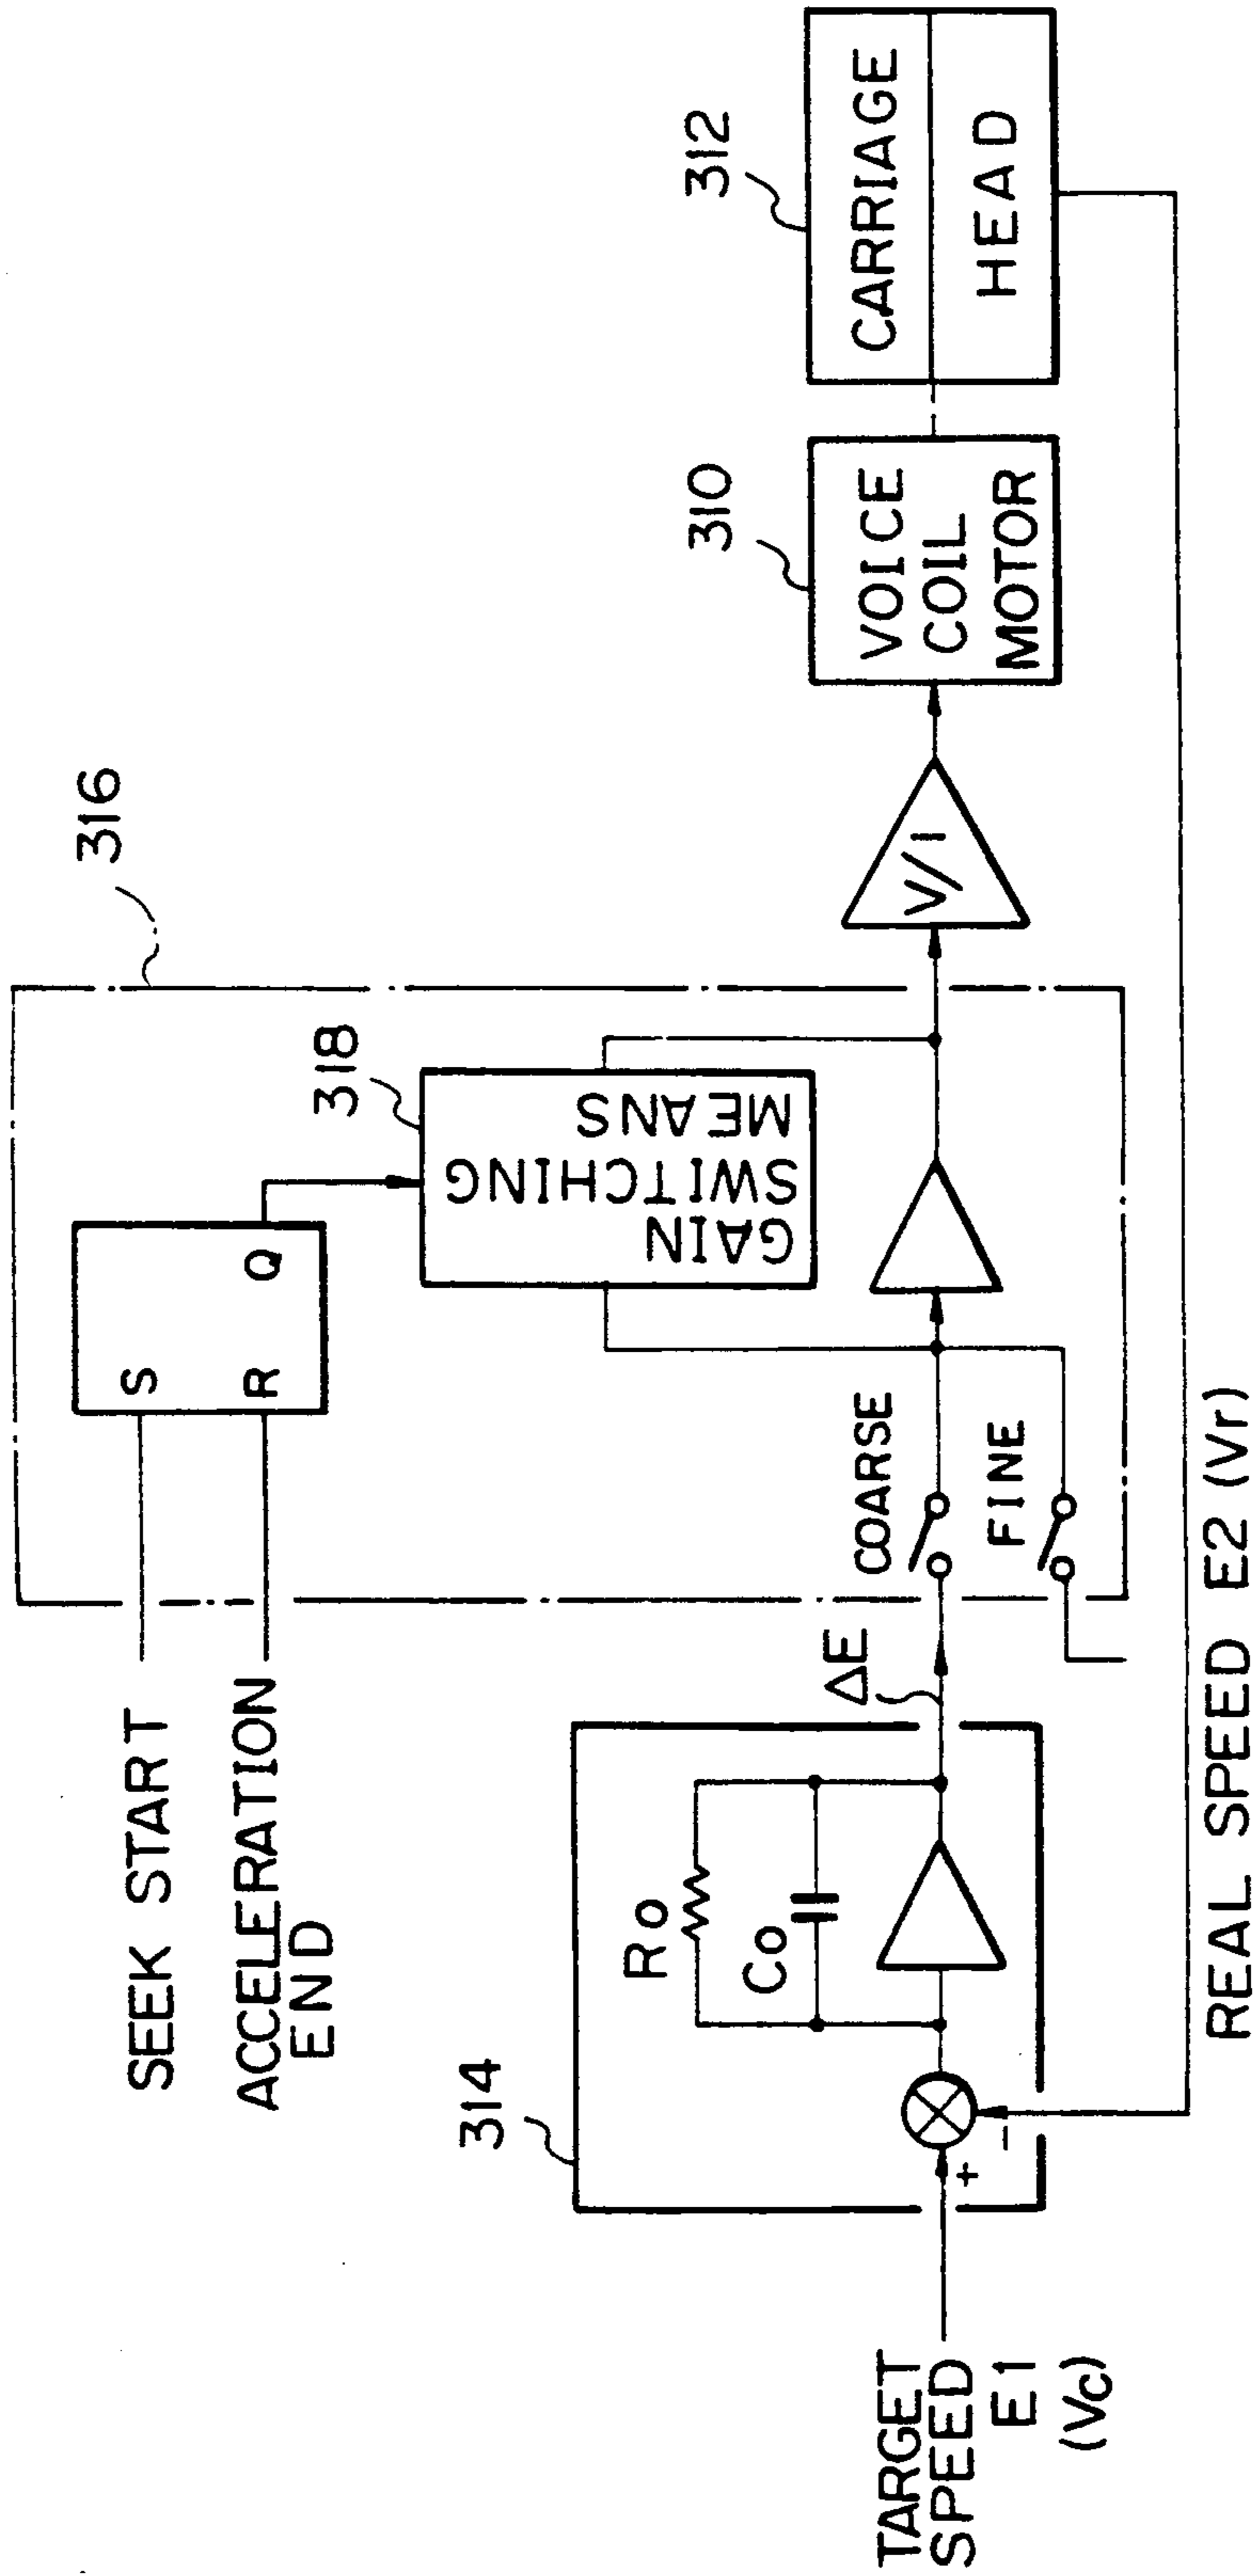 316
SEEK START
ACCELERATION
END
S
R
Q
318
GAIN
SWITCHING
MEANS
314
Ro
Co
ΔE
COARSE
FINE
V/I
310
VOICE
COIL
MOTOR
312
CARRIAGE
HEAD
TARGET
SPEED
E1
(Vc)
+
−
REAL SPEED E2 (Vr)